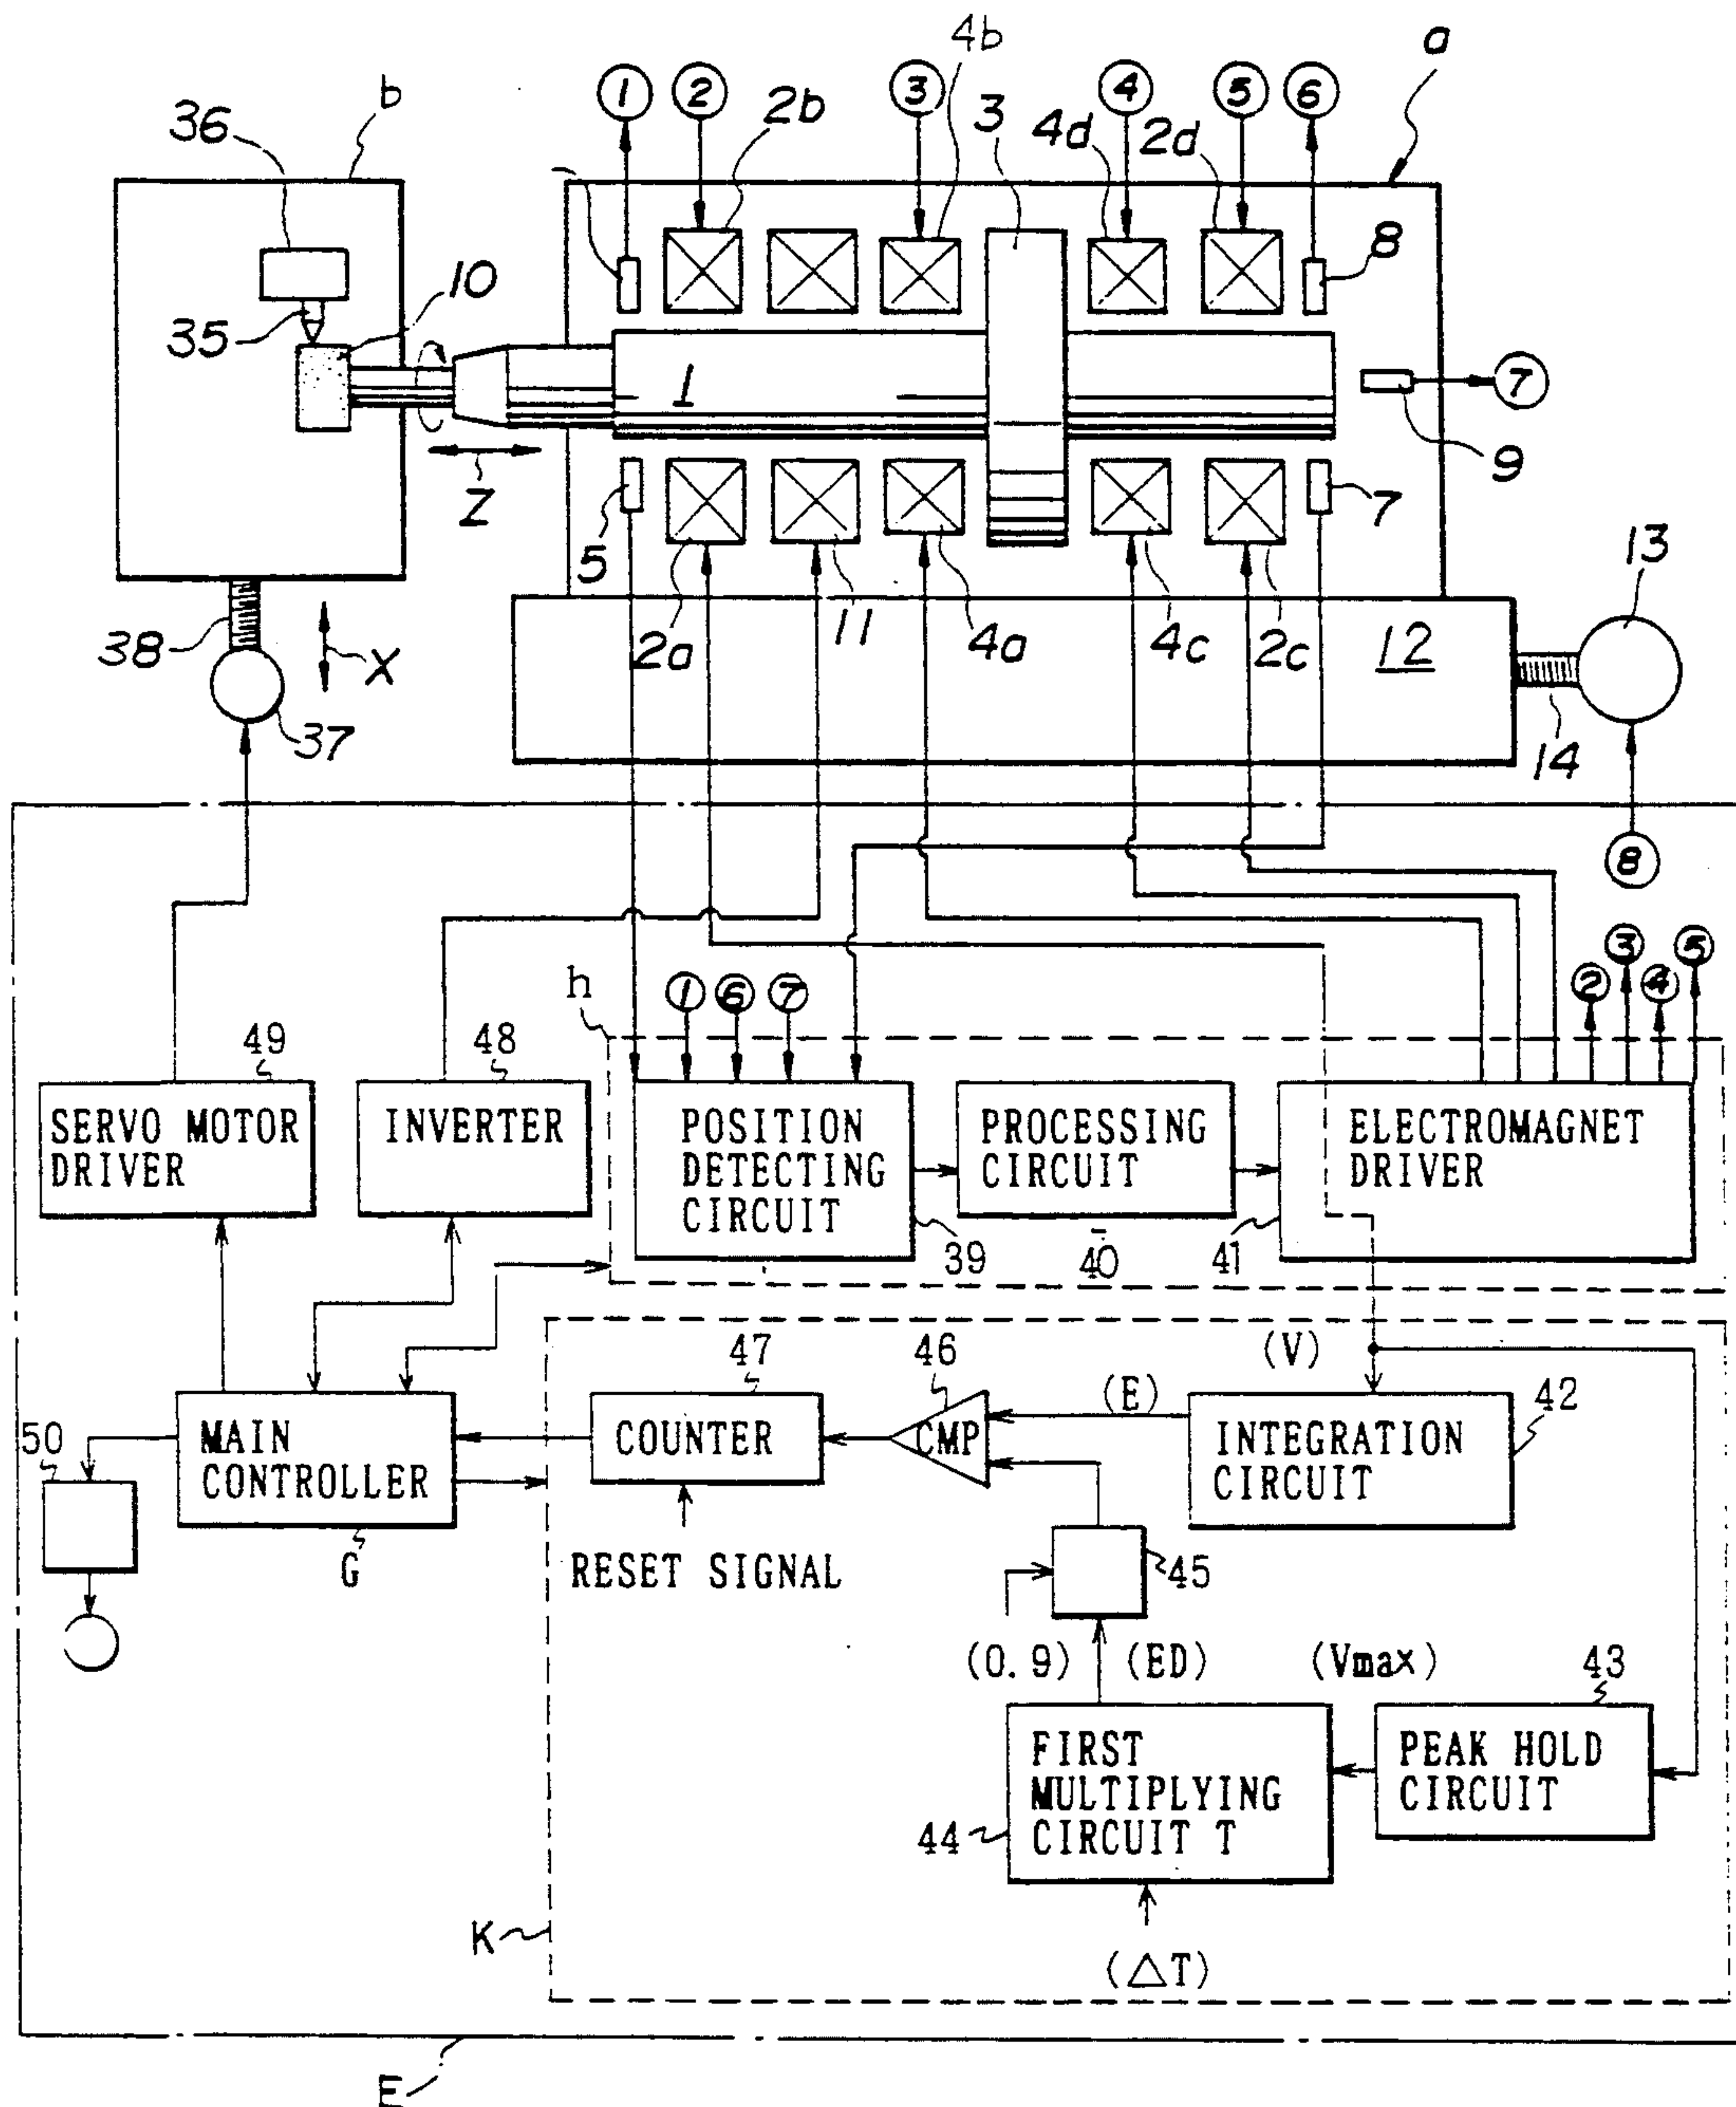 4b
a
b
① ② ③ ④ ⑤ ⑥
36
2b
3
4d
2d
8
10
35
1
⑦
9
Z
5
7
13
11
38
X
2a
4a
4c
2c
12
37
14
⑧
③ ⑤
② ④
h
① ⑥ ⑦
49
48
SERVO MOTOR
DRIVER
INVERTER
POSITION
DETECTING
CIRCUIT
PROCESSING
CIRCUIT
ELECTROMAGNET
DRIVER
39
40
41
47
46
(V)
(E)
42
50
MAIN
CONTROLLER
COUNTER
CMP
INTEGRATION
CIRCUIT
G
RESET SIGNAL
45
(0.9)
(ED)
(Vmax)
43
FIRST
MULTIPLYING
CIRCUIT T
PEAK HOLD
CIRCUIT
44
K
(△T)
E